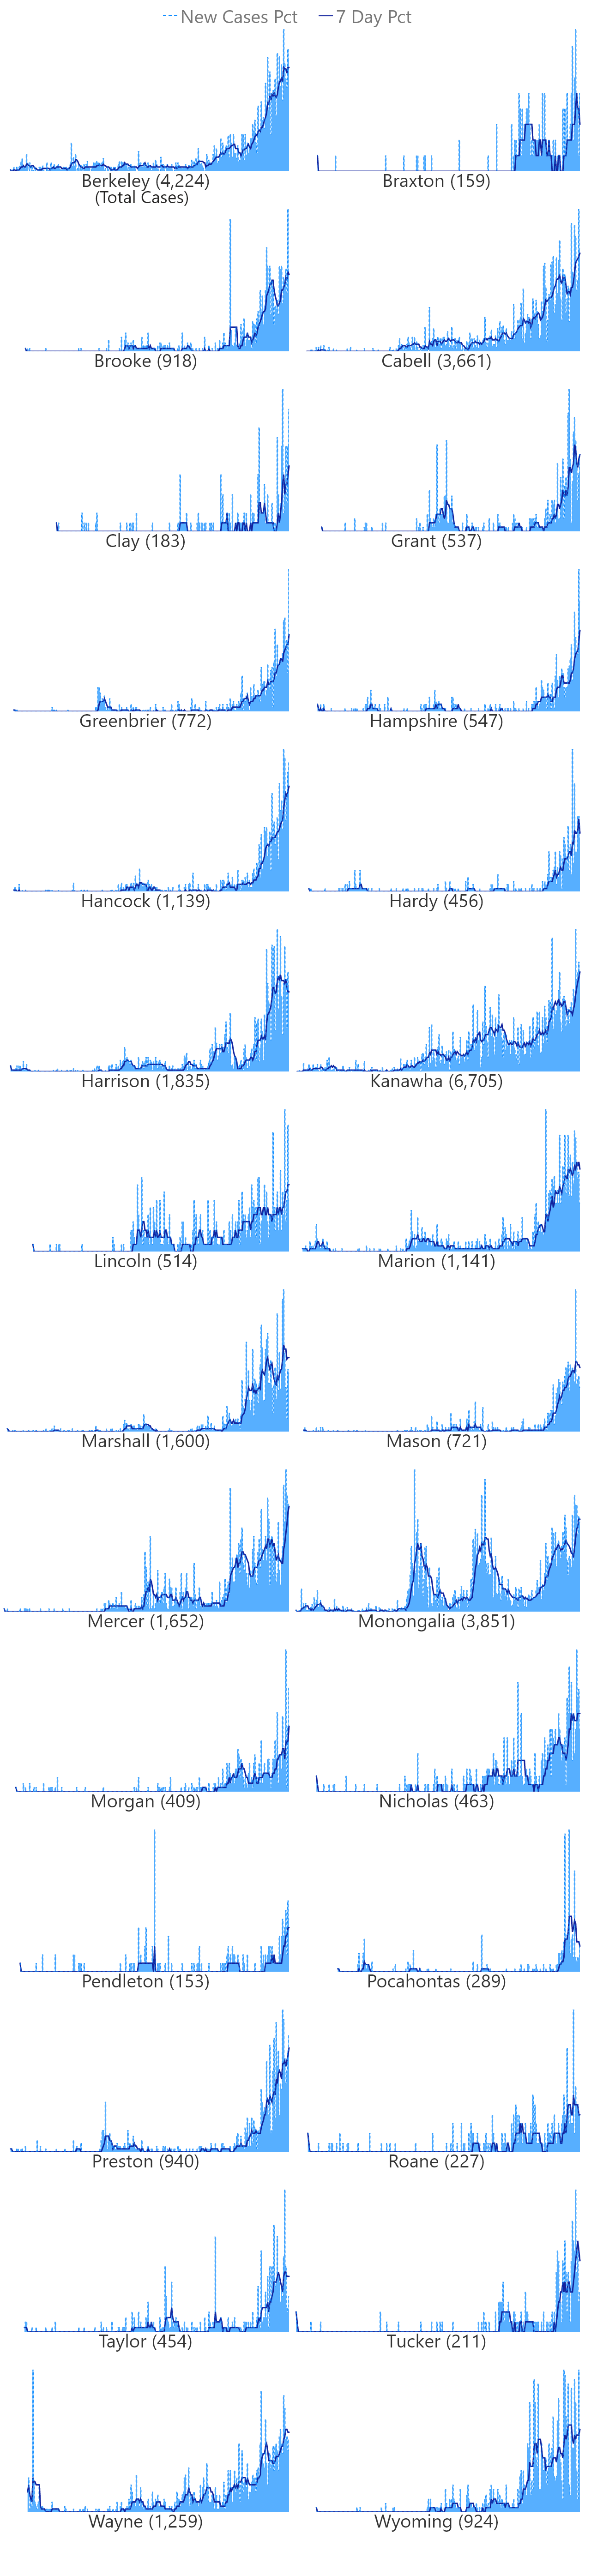 New Cases Pct 7 Day Pct
Berkeley (4,224) Braxton (159)
(Total Cases)
Brooke (918) Cabell (3,661)
Clay (183) Grant (537)
Greenbrier (772) Hampshire (547)
Hancock (1,139) Hardy (456)
Harrison (1,835) Kanawha (6,705)
Lincoln (514) Marion (1,141)
Marshall (1,600) Mason (721)
Mercer (1,652) Monongalia (3,851)
Morgan (409) Nicholas (463)
Pendleton (153) Pocahontas (289)
Preston (940) Roane (227)
Taylor (454) Tucker (211)
Wayne (1,259) Wyoming (924)